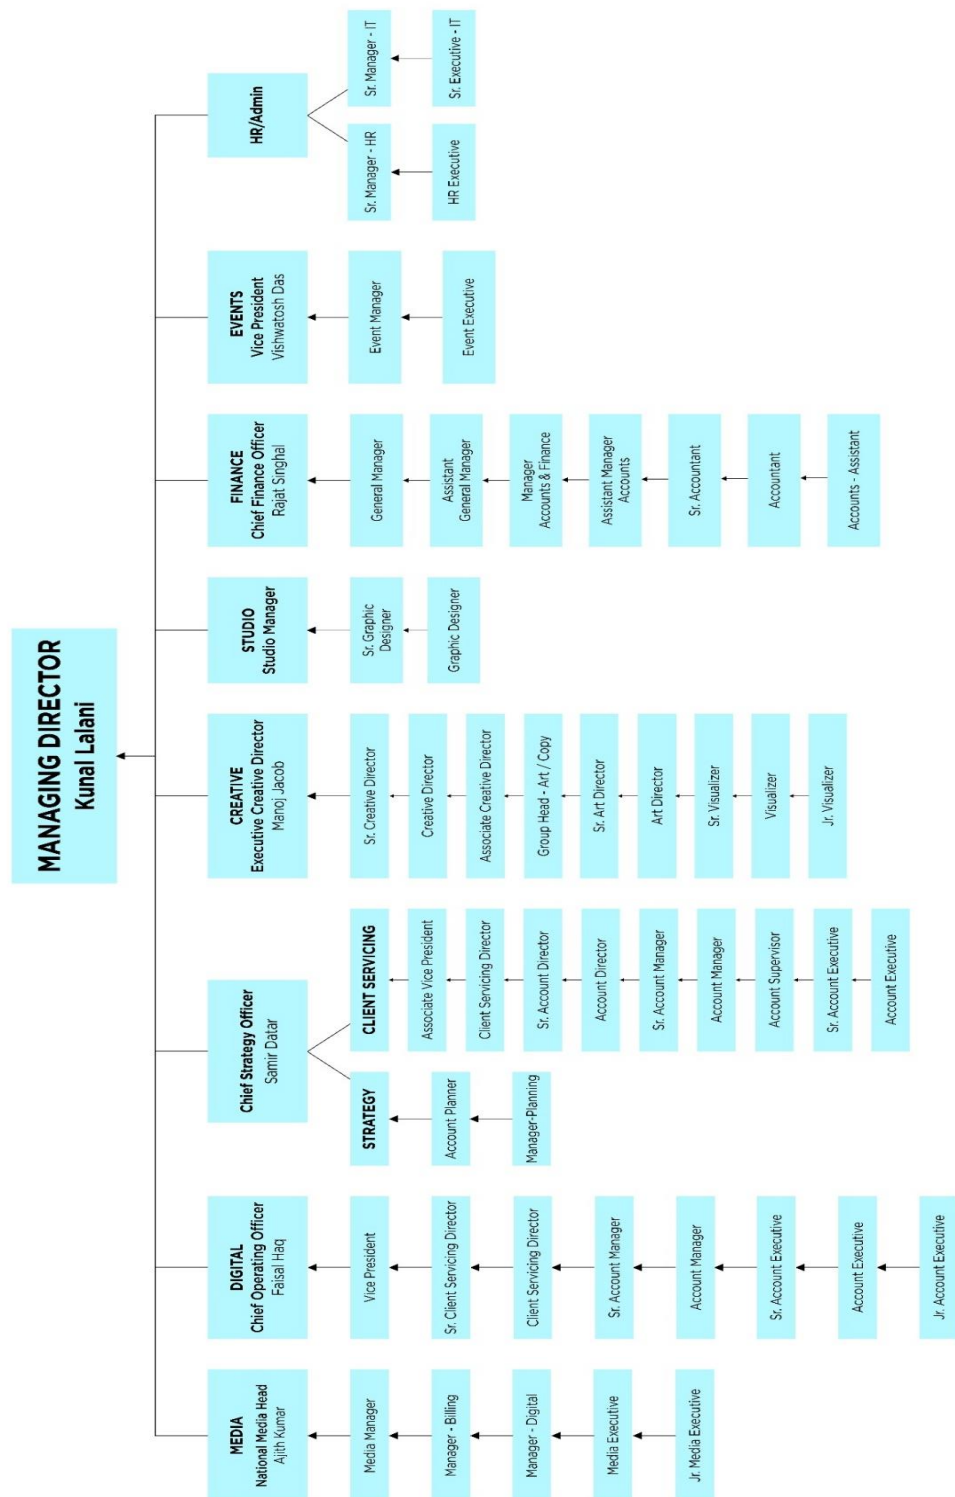 MANAGING DIRECTOR
Kunal Lalani
MEDIA
National Media Head
Ajith Kumar
Media Manager
Manager - Billing
Manager - Digital
Media Executive
Jr. Media Executive
DIGITAL
Chief Operating Officer
Faisal Haq
Vice President
Sr. Client Servicing Director
Client Servicing Director
Sr. Account Manager
Account Manager
Sr. Account Executive
Account Executive
Jr. Account Executive
Chief Strategy Officer
Samir Datar
STRATEGY
Account Planner
Manager-Planning
CLIENT SERVICING
Associate Vice President
Client Servicing Director
Sr. Account Director
Account Director
Sr. Account Manager
Account Manager
Account Supervisor
Sr. Account Executive
Account Executive
CREATIVE
Executive Creative Director
Manoj Jacob
Sr. Creative Director
Creative Director
Associate Creative Director
Group Head - Art / Copy
Sr. Art Director
Art Director
Sr. Visualizer
Visualizer
Jr. Visualizer
STUDIO
Studio Manager
Sr. Graphic
Designer
Graphic Designer
FINANCE
Chief Finance Officer
Rajat Singhal
General Manager
Assistant
General Manager
Manager
Accounts & Finance
Assistant Manager
Accounts
Sr. Accountant
Accountant
Accounts - Assistant
EVENTS
Vice President
Vishwatosh Das
Event Manager
Event Executive
HR/Admin
Sr. Manager - HR
HR Executive
Sr. Manager - IT
Sr. Executive - IT